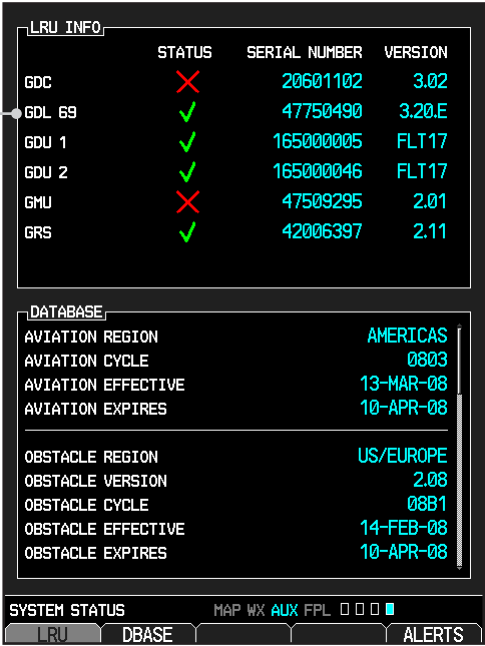 LRU INFO
STATUS SERIAL NUMBER VERSION
GDC 20601102 3.02
GDL 69 47750490 3.20.E
GDU 1 165000005 FLT17
GDU 2 165000046 FLT17
GMU 47509295 2.01
GRS 42006397 2.11
DATABASE
AVIATION REGION AMERICAS
AVIATION CYCLE 0803
AVIATION EFFECTIVE 13-MAR-08
AVIATION EXPIRES 10-APR-08
OBSTACLE REGION US/EUROPE
OBSTACLE VERSION 2.08
OBSTACLE CYCLE 08B1
OBSTACLE EFFECTIVE 14-FEB-08
OBSTACLE EXPIRES 10-APR-08
SYSTEM STATUS MAP WX AUX FPL
LRU DBASE ALERTS